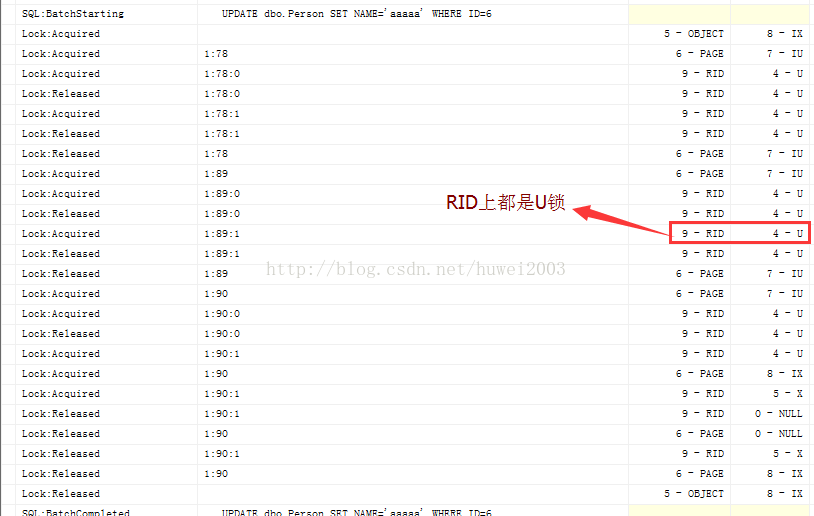 SQL:BatchStarting UPDATE dbo.Person SET NAME='aaaaa' WHERE ID=6
Lock:Acquired 5 - OBJECT 8 - IX
Lock:Acquired 1:78 6 - PAGE 7 - IU
Lock:Acquired 1:78:0 9 - RID 4 - U
Lock:Released 1:78:0 9 - RID 4 - U
Lock:Acquired 1:78:1 9 - RID 4 - U
Lock:Released 1:78:1 9 - RID 4 - U
Lock:Released 1:78 6 - PAGE 7 - IU
Lock:Acquired 1:89 6 - PAGE 7 - IU
Lock:Acquired 1:89:0 9 - RID 4 - U
RID上都是U锁
Lock:Released 1:89:0 9 - RID 4 - U
Lock:Acquired 1:89:1 9 - RID 4 - U
Lock:Released 1:89:1 9 - RID 4 - U
Lock:Released 1:89 6 - PAGE 7 - IU
http://blog.csdn.net/huwei2003
Lock:Acquired 1:90 6 - PAGE 7 - IU
Lock:Acquired 1:90:0 9 - RID 4 - U
Lock:Released 1:90:0 9 - RID 4 - U
Lock:Acquired 1:90:1 9 - RID 4 - U
Lock:Acquired 1:90 6 - PAGE 8 - IX
Lock:Acquired 1:90:1 9 - RID 5 - X
Lock:Released 1:90:1 9 - RID 0 - NULL
Lock:Released 1:90 6 - PAGE 0 - NULL
Lock:Released 1:90:1 9 - RID 5 - X
Lock:Released 1:90 6 - PAGE 8 - IX
Lock:Released 5 - OBJECT 8 - IX
SQL:BatchCompleted UPDATE dbo.Person SET NAME='aaaaa' WHERE ID=6